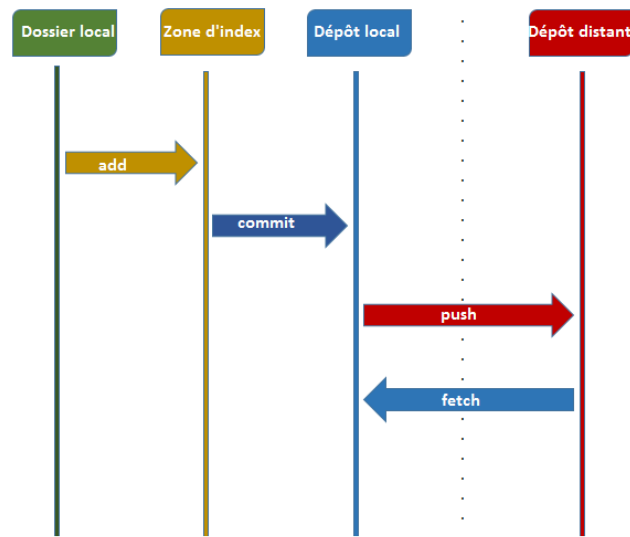 Dossier local
Zone d'index
Dépôt local
Dépôt distant
add
commit
push
fetch